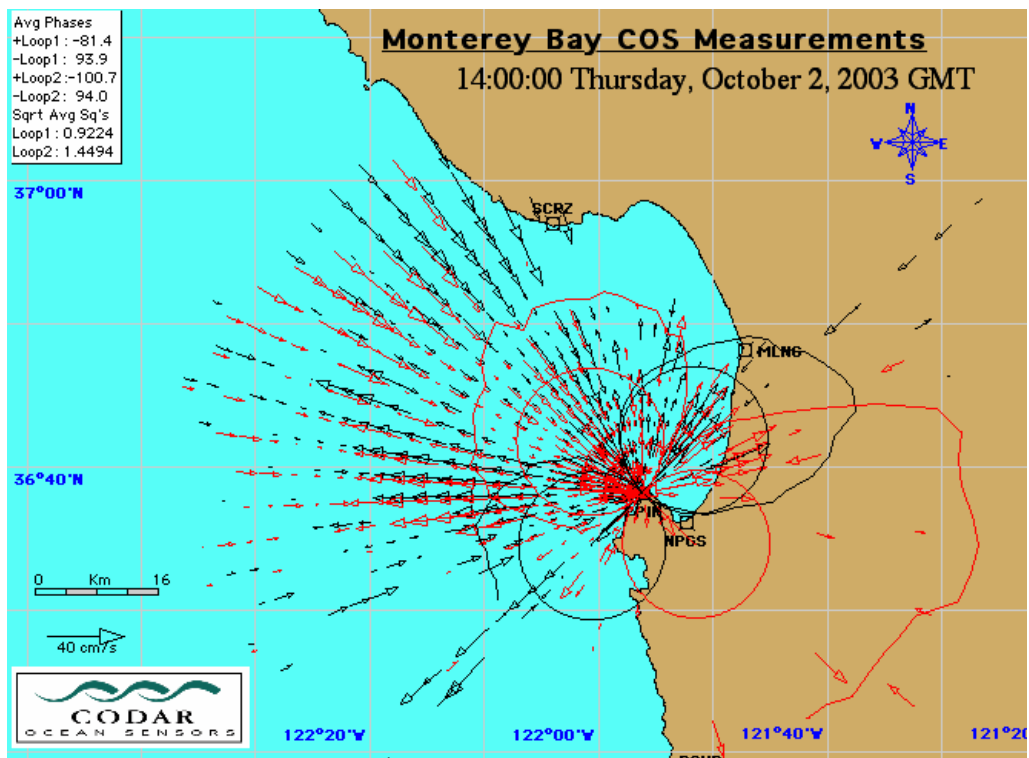 Avg Phases
+Loop1: -81.4
-Loop1: 93.9
+Loop2:-100.7
-Loop2: 94.0
Sqrt Avg Sq's
Loop1: 0.9224
Loop2: 1.4494
Monterey Bay COS Measurements
14:00:00 Thursday, October 2, 2003 GMT
N
W E
S
37°00'N
SCRZ
MLNG
36°40'N
PPIN
NPGS
0 Km 16
40 cm/s
CODAR
OCEAN SENSORS
122°20'W
122°00'W
121°40'W
121°20